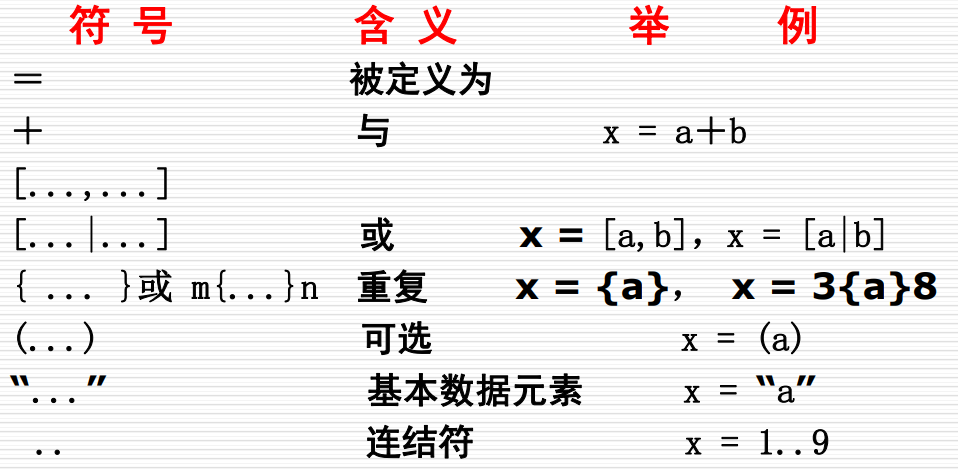 符 号 含 义 举 例
＝ 被定义为
＋ 与 x = a＋b
[...,...]
[...|...] 或 x = [a,b], x = [a|b]
{ ... }或 m{...}n 重复 x = {a}, x = 3{a}8
(...) 可选 x = (a)
“...” 基本数据元素 x = “a”
.. 连结符 x = 1..9